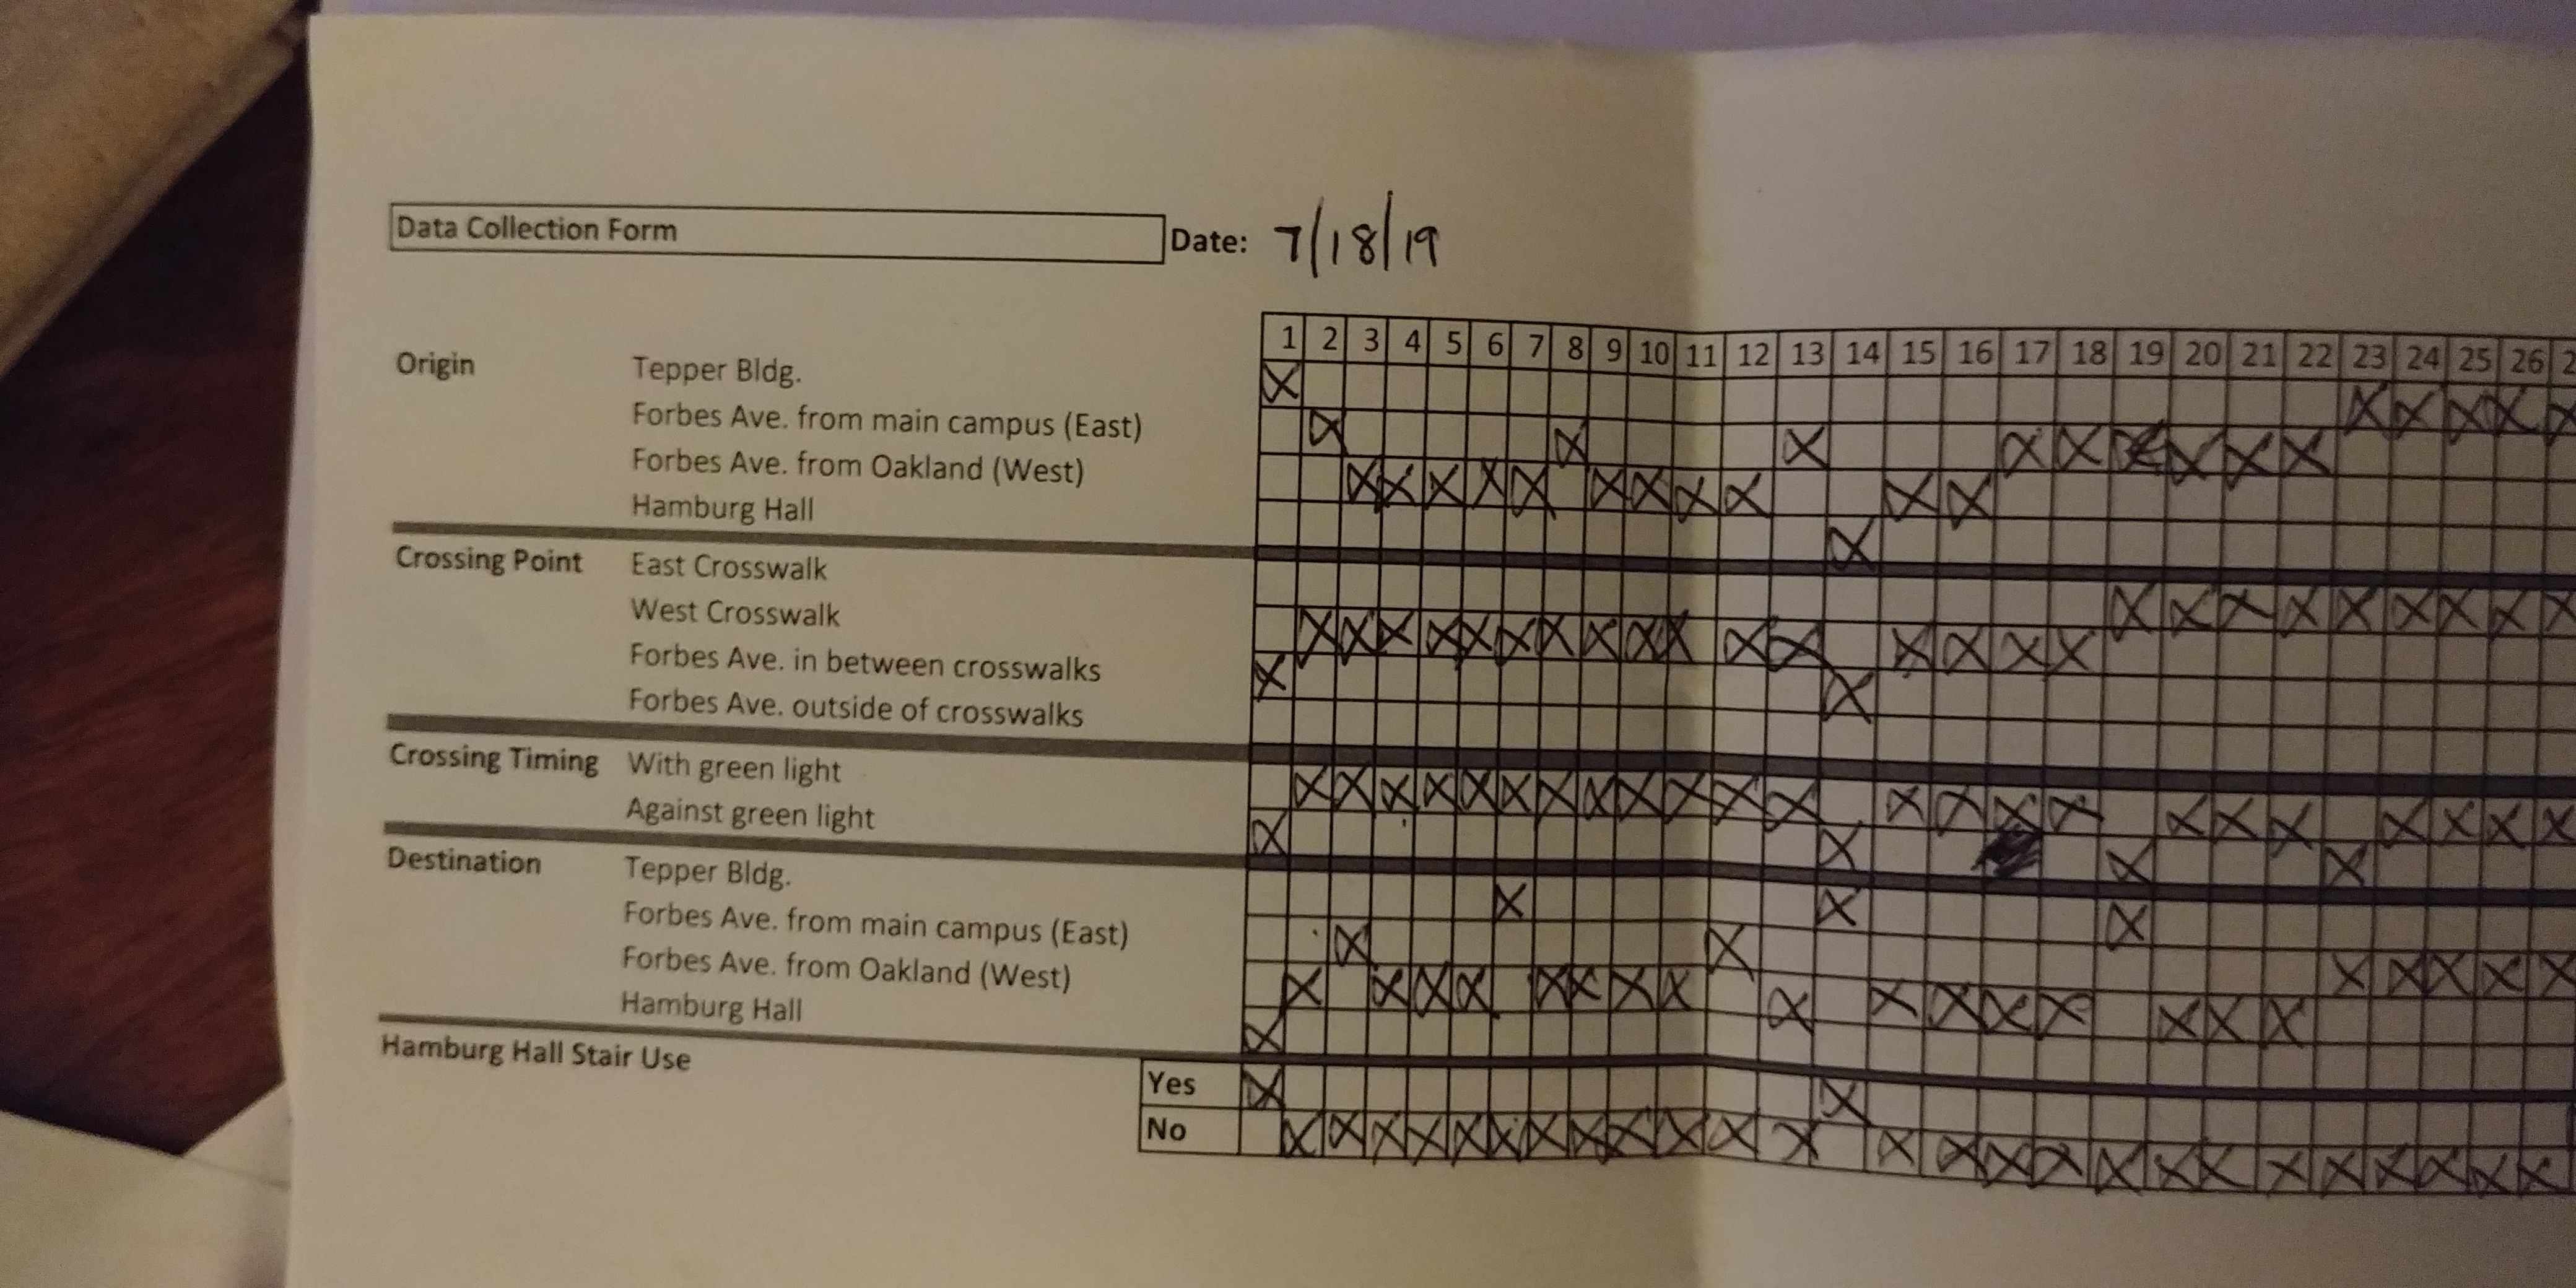 Data Collection Form Date: 7/18/19
1 2 3 4 5 6 7 8 9 10 11 12 13 14 15 16 17 18 19 20 21 22 23 24 25 26 2
Origin Tepper Bldg.
Forbes Ave. from main campus (East)
Forbes Ave. from Oakland (West)
Hamburg Hall
Crossing Point East Crosswalk
West Crosswalk
Forbes Ave. in between crosswalks
Forbes Ave. outside of crosswalks
Crossing Timing With green light
Against green light
Destination Tepper Bldg.
Forbes Ave. from main campus (East)
Forbes Ave. from Oakland (West)
Hamburg Hall
Hamburg Hall Stair Use
Yes
No